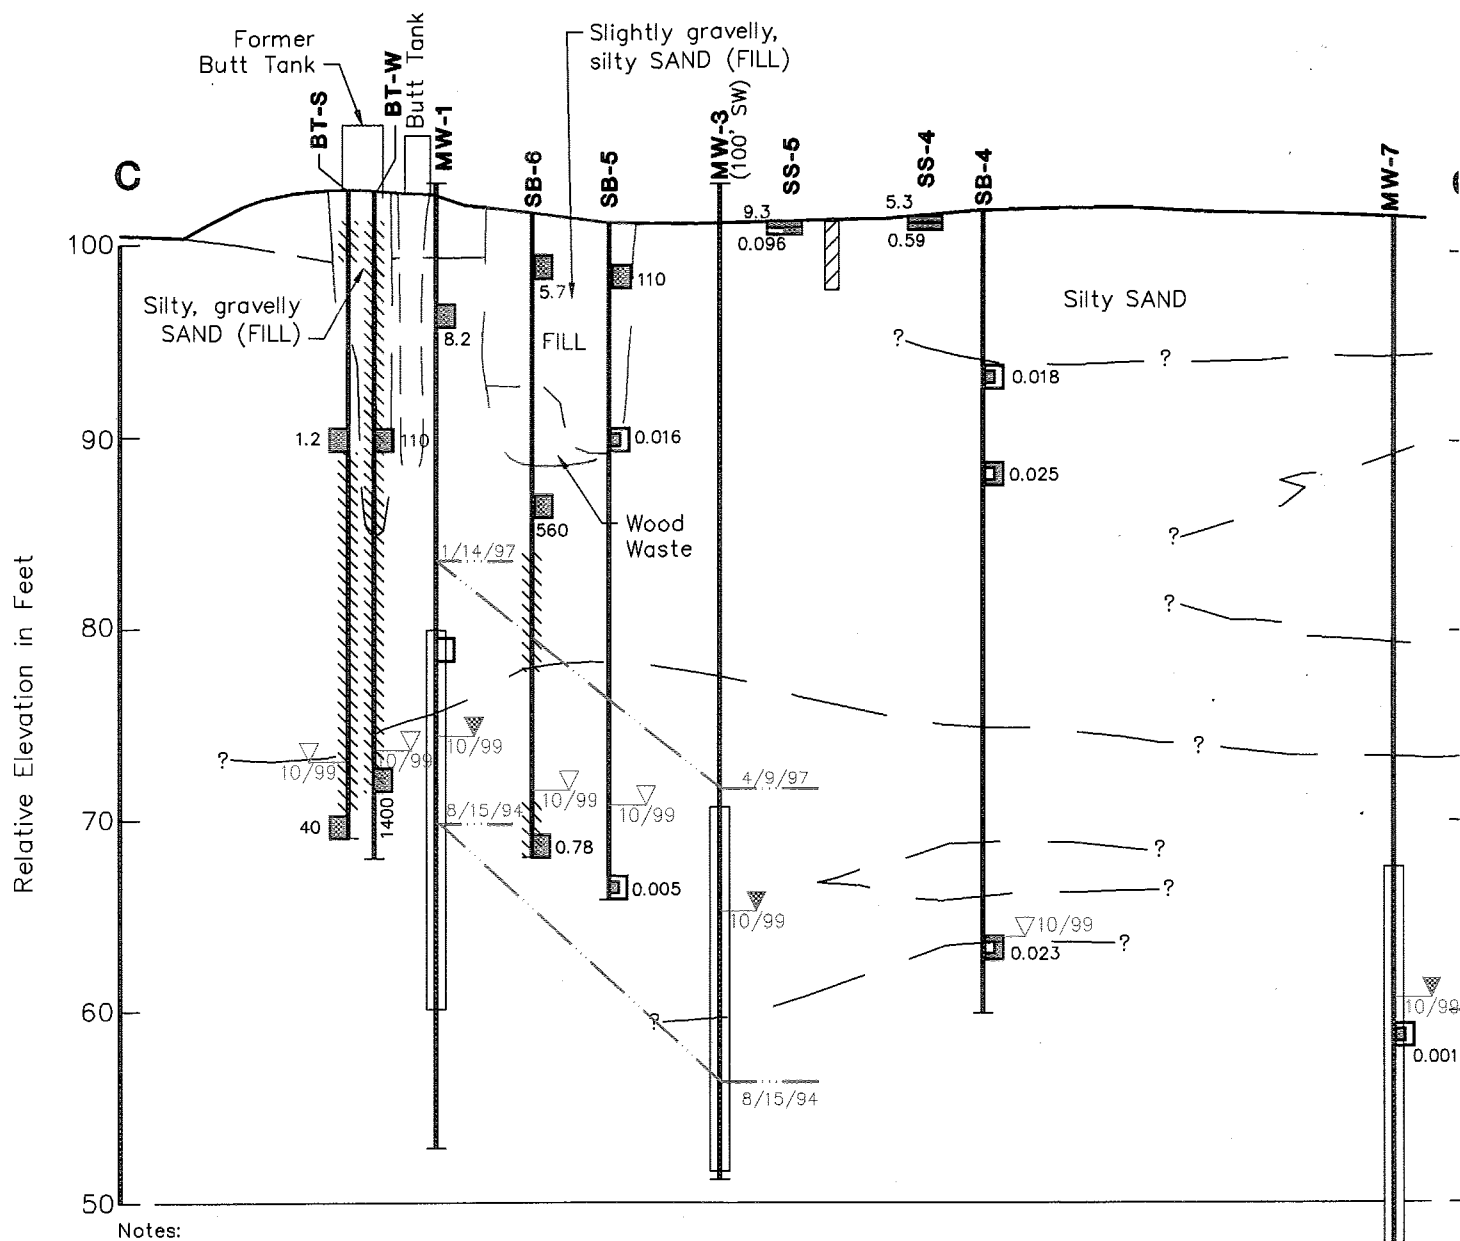 Former
Butt Tank
BT-S
BT-W
Butt Tank
MW-1
Slightly gravelly,
silty SAND (FILL)
C
SB-6
SB-5
MW-3
(100' SW)
SS-5
SS-4
SB-4
MW-7
9.3
0.096
5.3
0.59
100
5.7
110
Silty, gravelly
SAND (FILL)
8.2
FILL
Silty SAND
?
?
0.018
90
1.2
110
0.016
0.025
560
Wood
Waste
?
1/14/97
80
?
Relative Elevation in Feet
?
10/99
10/99
10/99
?
10/99
10/99
4/9/97
70
40
1400
8/15/94
0.78
0.005
?
?
10/99
10/99
0.023
?
60
?
10/99
0.001
8/15/94
50
Notes: